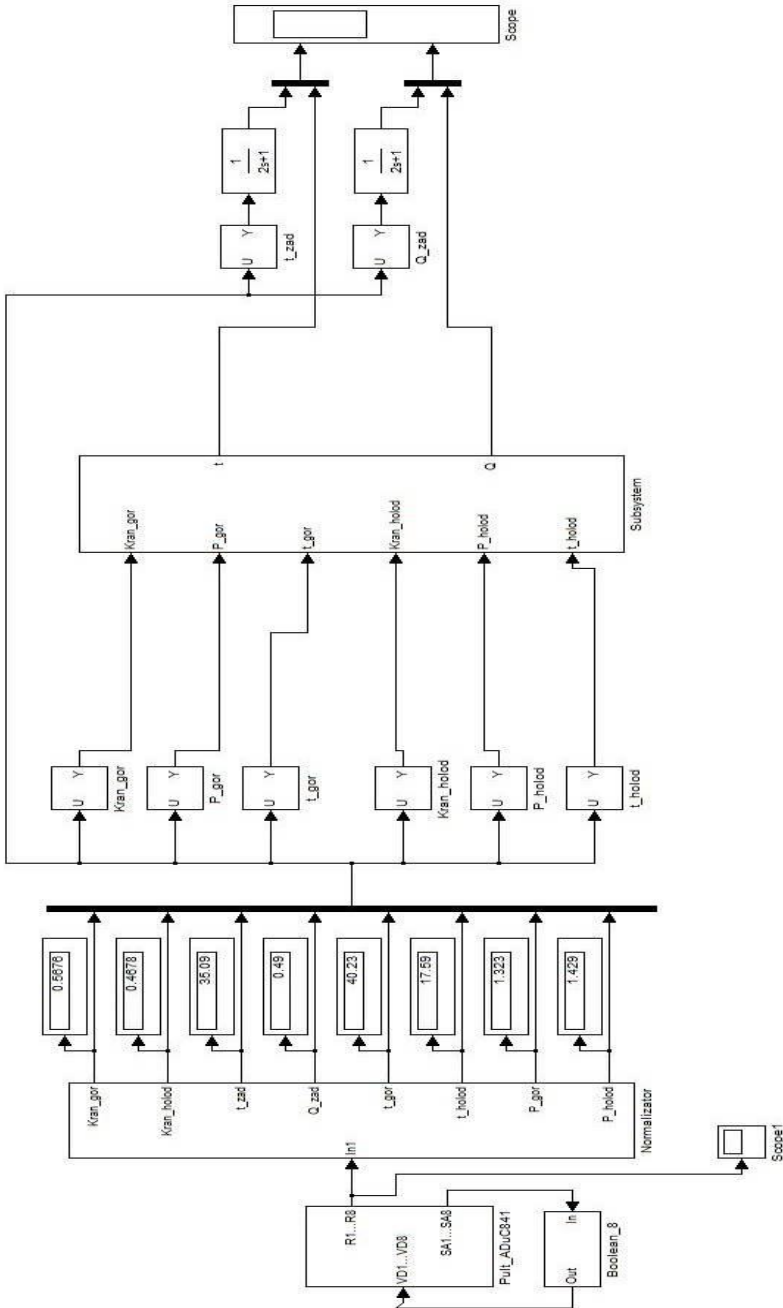 R1...R8
VD1...VD8
SA1...SA8
Pult_ADuC841
Out
In
Boolean_8
Scope1
In1
Kran_gor
Kran_holod
t_zad
Q_zad
t_gor
t_holod
P_gor
P_holod
Normalizator
0.5676
0.4678
35.09
0.49
40.23
17.59
1.323
1.429
U Y
Kran_gor
U Y
P_gor
U Y
t_gor
U Y
Kran_holod
U Y
P_holod
U Y
t_holod
Kran_gor
P_gor
t_gor
Kran_holod
P_holod
t_holod
t
Q
Subsystem
U Y
t_zad
1
2s+1
U Y
Q_zad
1
2s+1
Scope